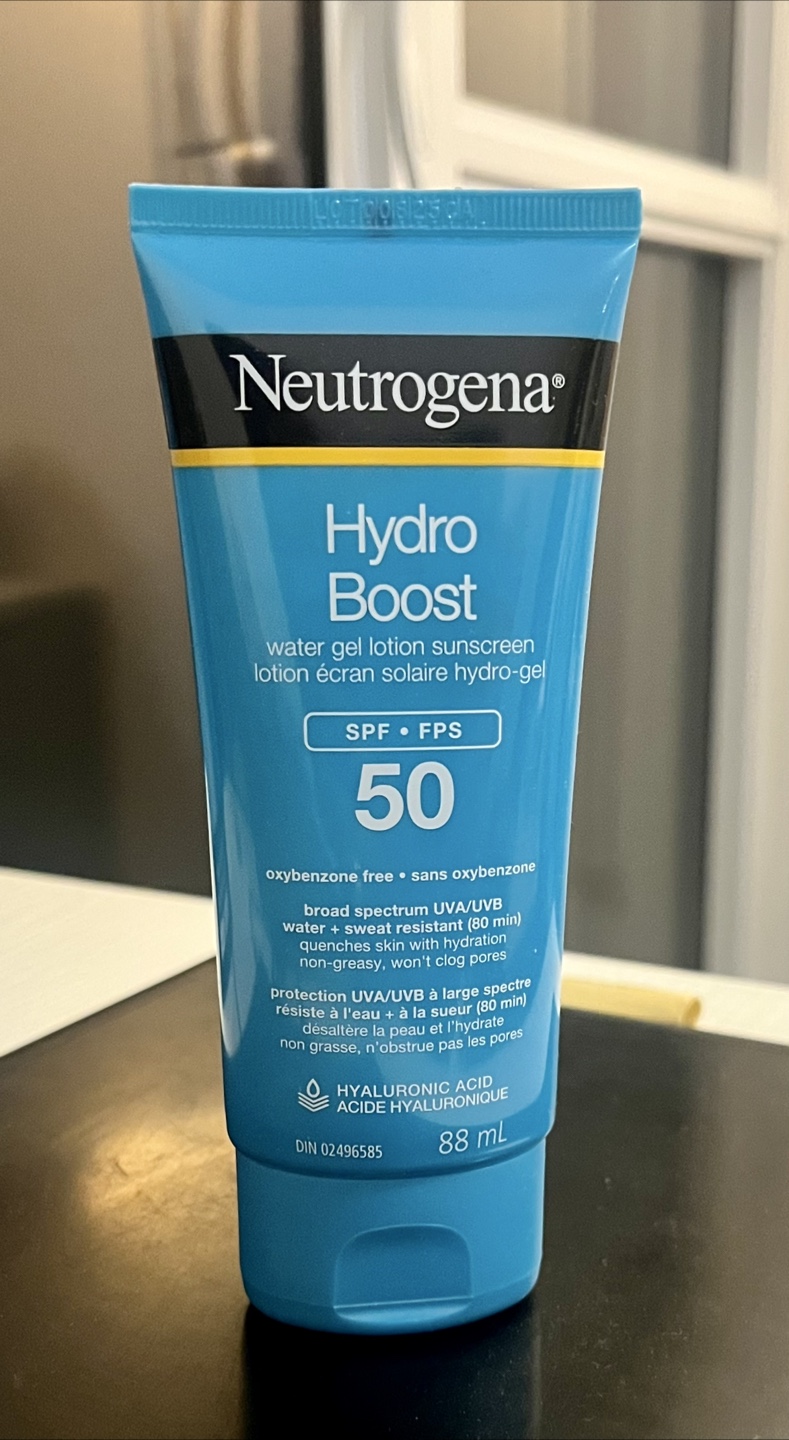 Neutrogena®
Hydro
Boost
water gel lotion sunscreen
lotion écran solaire hydro-gel
SPF • FPS
50
oxybenzone free • sans oxybenzone
broad spectrum UVA/UVB
water + sweat resistant (80 min)
quenches skin with hydration
non-greasy, won't clog pores
protection UVA/UVB à large spectre
résiste à l'eau + à la sueur (80 min)
désaltère la peau et l'hydrate
non grasse, n'obstrue pas les pores
HYALURONIC ACID
ACIDE HYALURONIQUE
DIN 02496585 88 mL